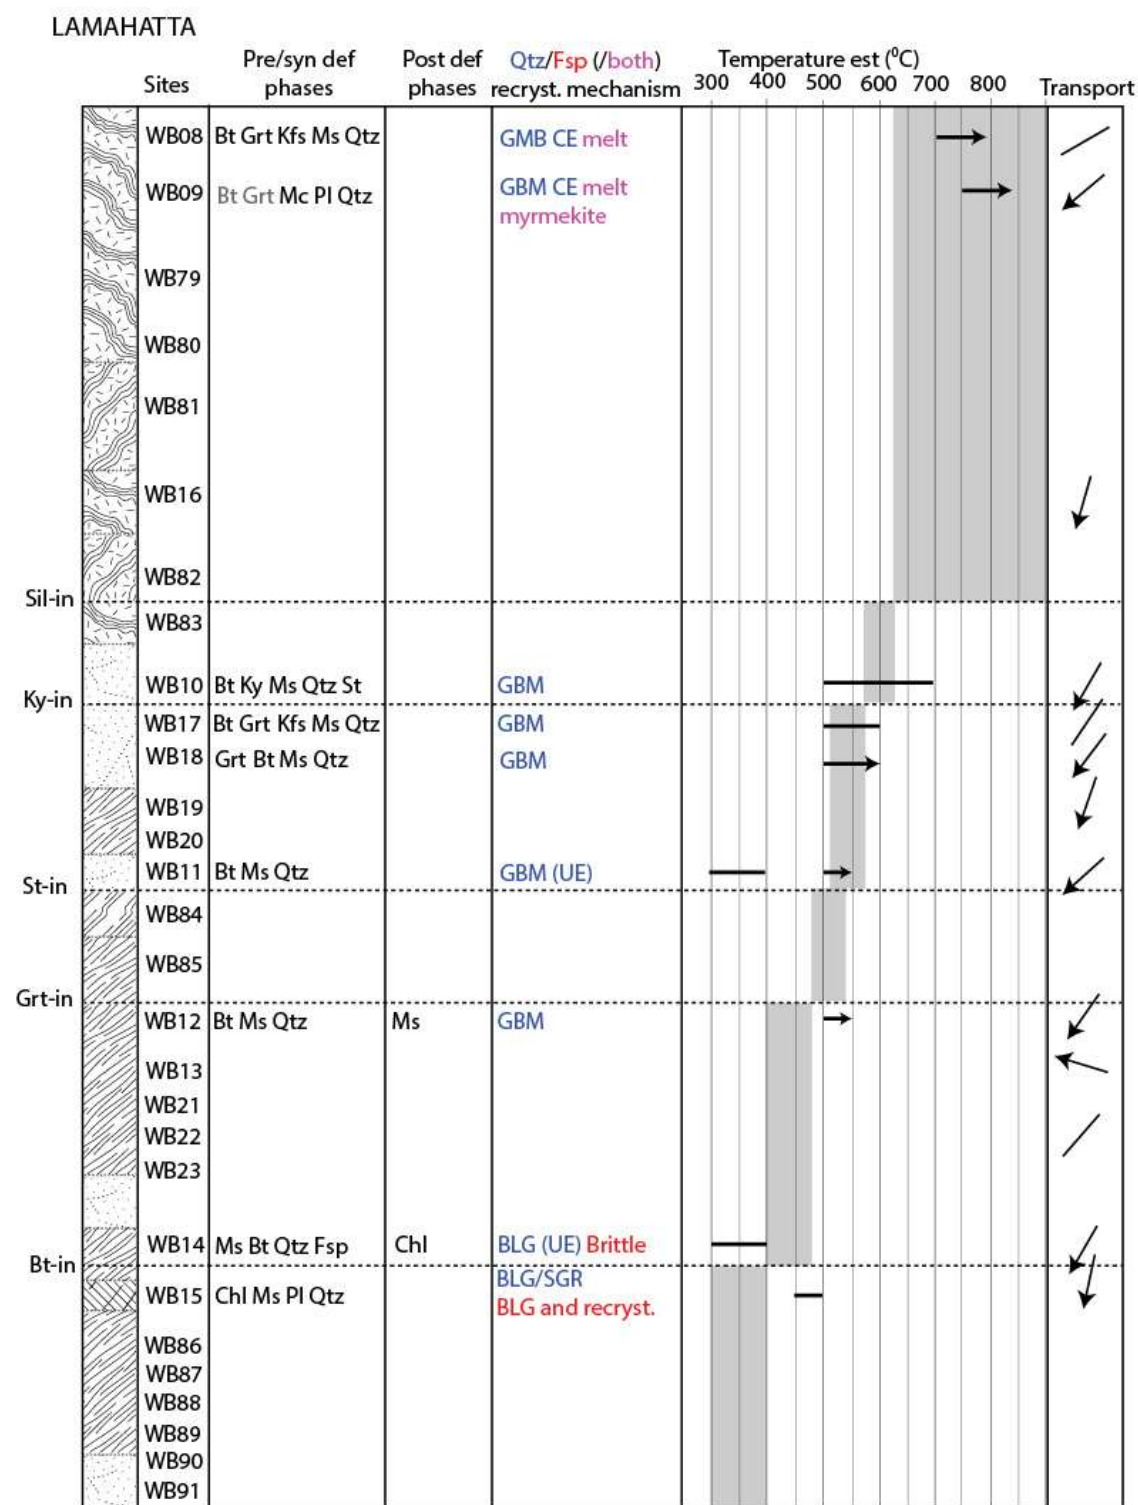 LAMAHATTA
Sites
Pre/syn def
phases
Post def
phases
Qtz/Fsp (/both)
recryst. mechanism
Temperature est (⁰C)
300 400 500 600 700 800
Transport
WB08 Bt Grt Kfs Ms Qtz GMB CE melt
WB09 Bt Grt Mc Pl Qtz GBM CE melt
myrmekite
WB79
WB80
WB81
WB16
WB82
Sil-in
WB83
WB10 Bt Ky Ms Qtz St GBM
Ky-in
WB17 Bt Grt Kfs Ms Qtz GBM
WB18 Grt Bt Ms Qtz GBM
WB19
WB20
WB11 Bt Ms Qtz GBM (UE)
St-in
WB84
WB85
Grt-in
WB12 Bt Ms Qtz Ms GBM
WB13
WB21
WB22
WB23
WB14 Ms Bt Qtz Fsp Chl BLG (UE) Brittle
Bt-in
BLG/SGR
WB15 Chl Ms Pl Qtz BLG and recryst.
WB86
WB87
WB88
WB89
WB90
WB91